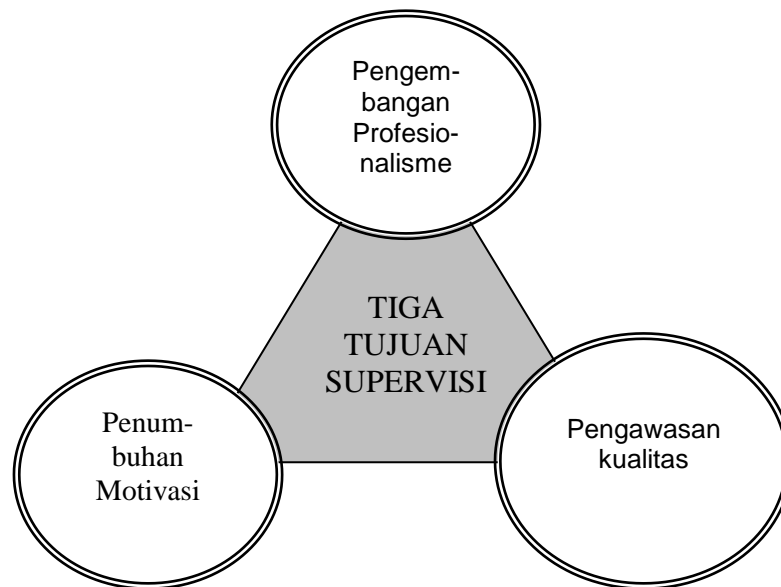 Pengem-
bangan
Profesio-
nalisme
TIGA
TUJUAN
SUPERVISI
Penum-
buhan
Motivasi
Pengawasan
kualitas